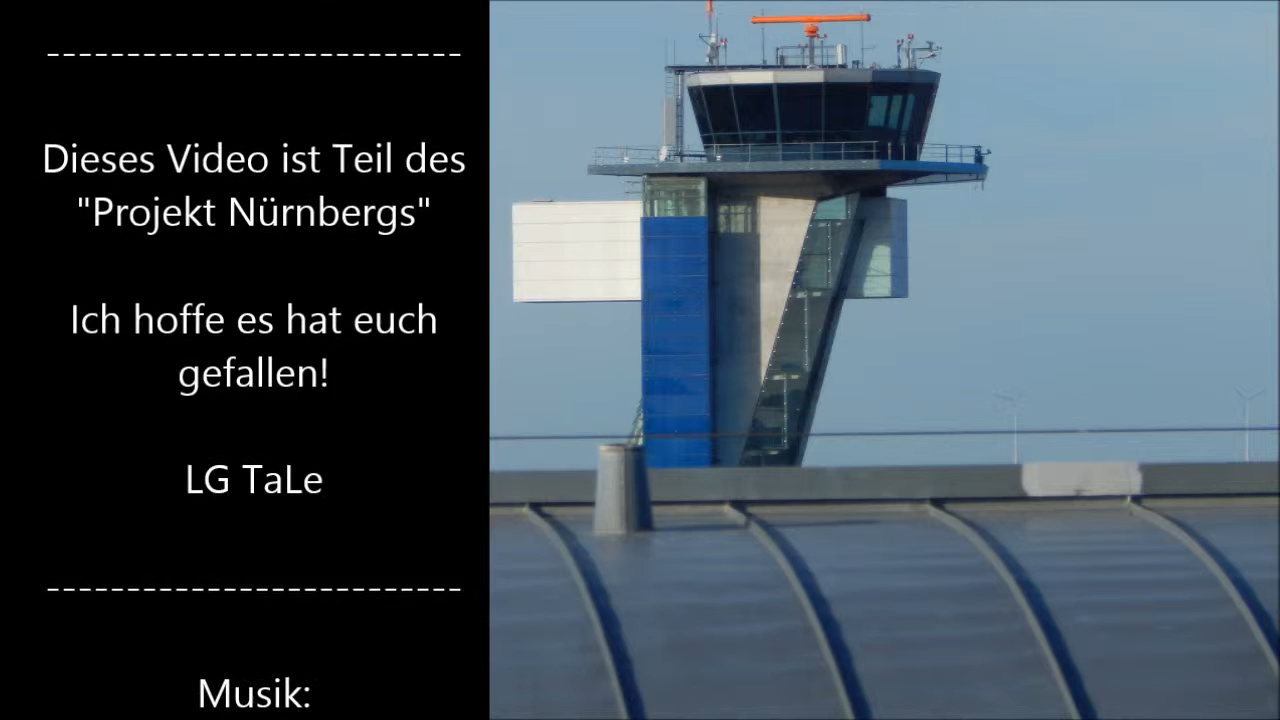 --------------------------
Dieses Video ist Teil des
"Projekt Nürnbergs"
Ich hoffe es hat euch
gefallen!
LG TaLe
--------------------------
Musik: